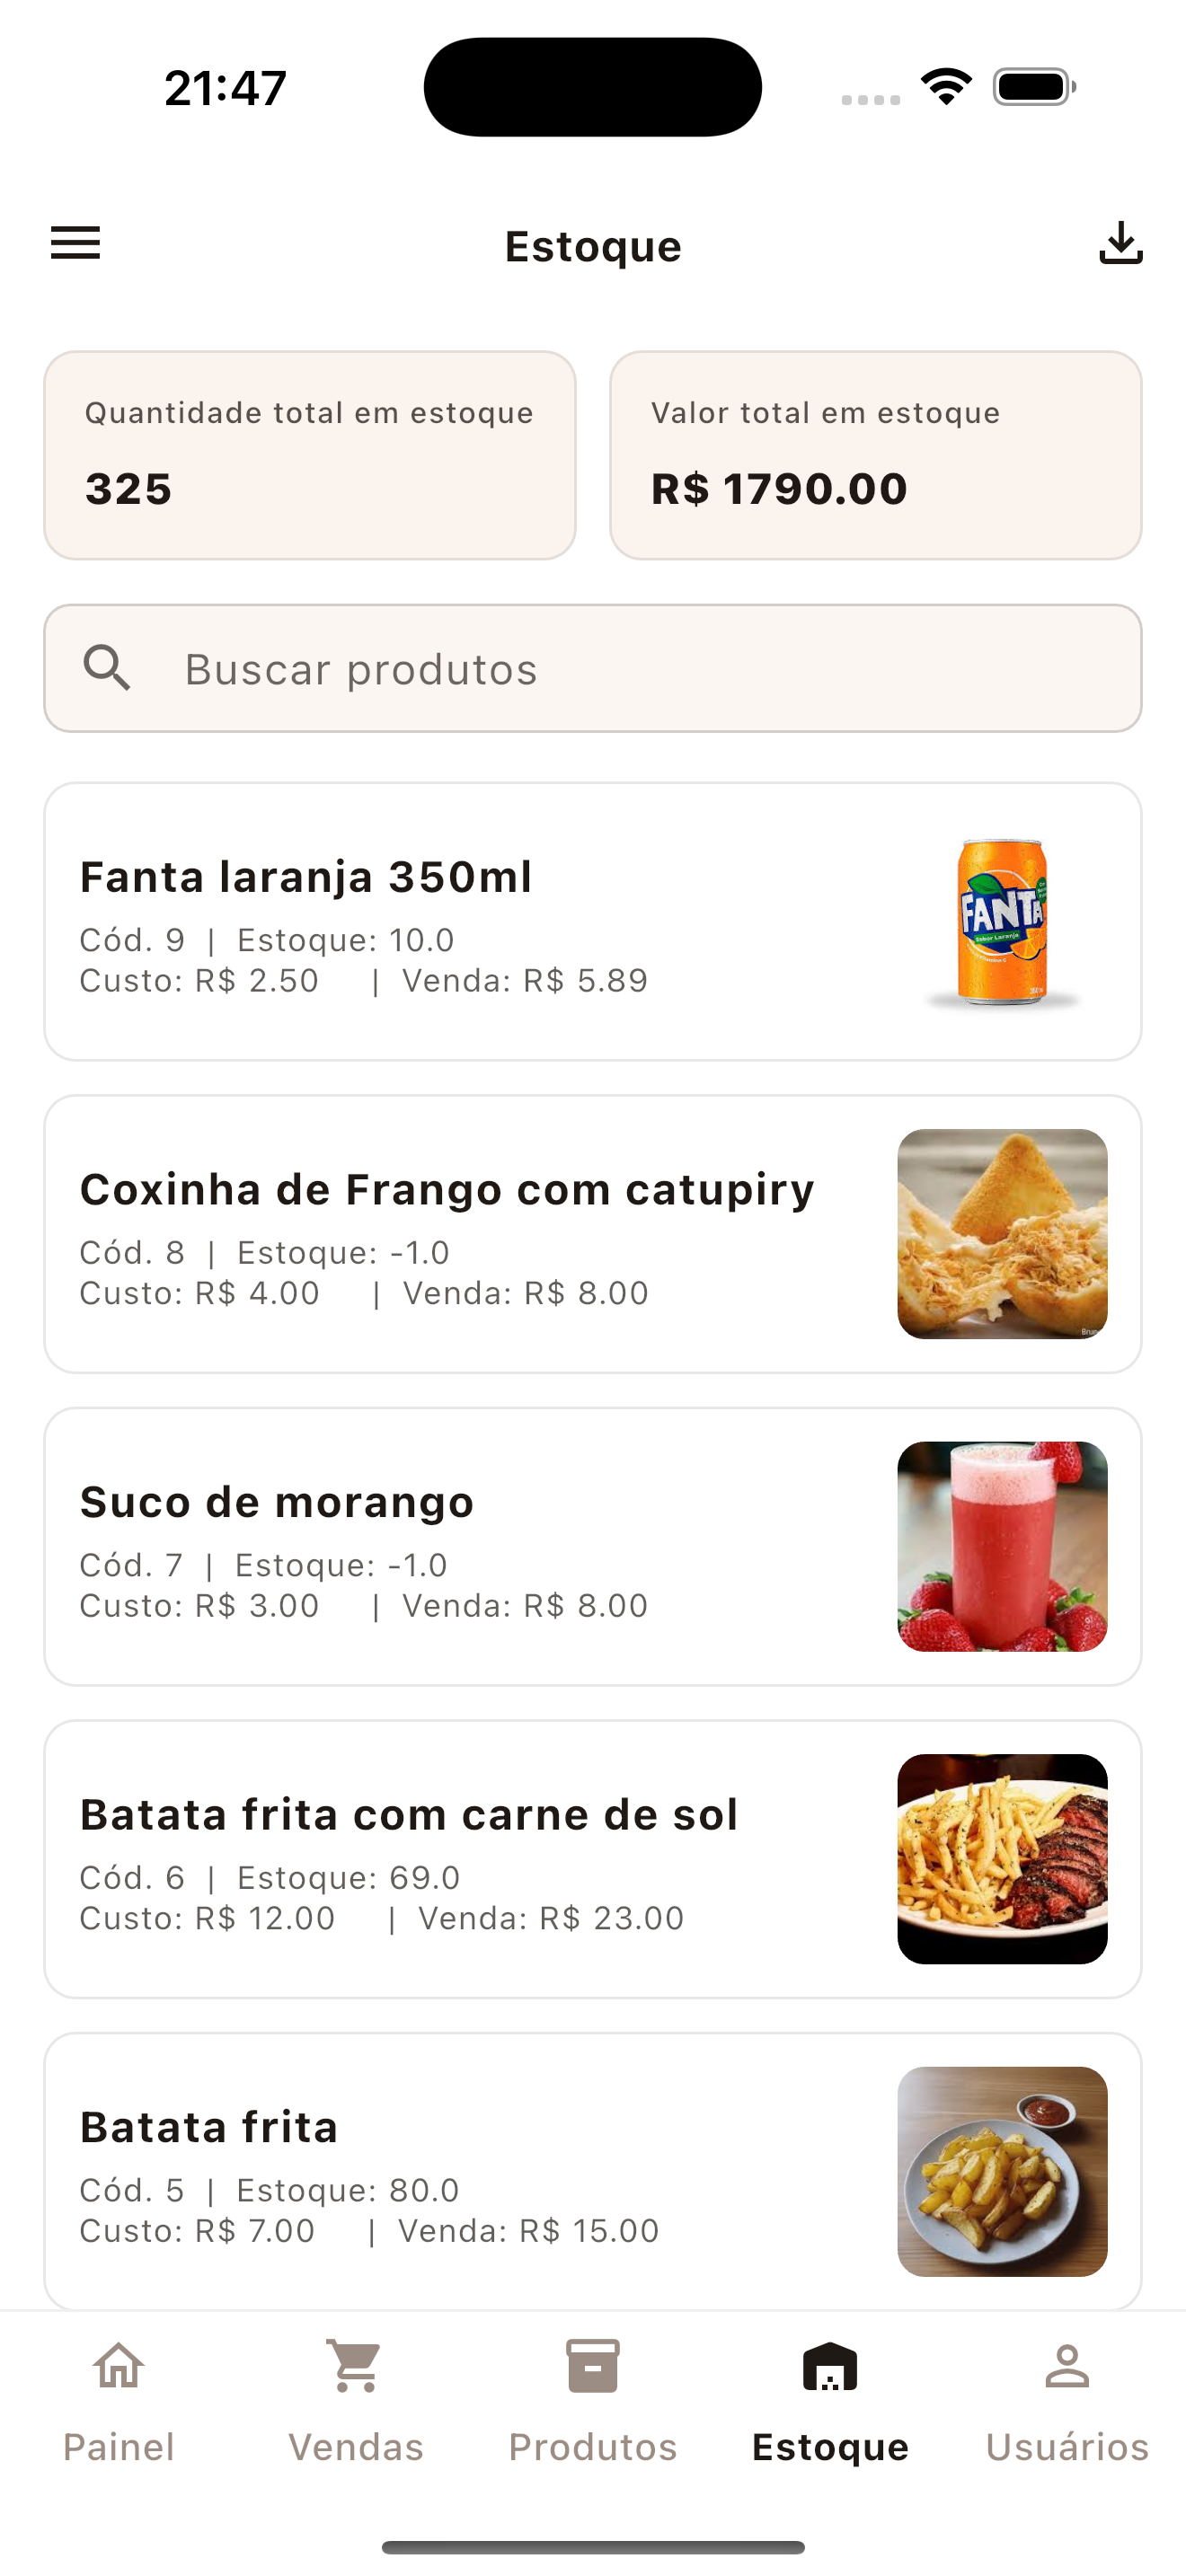 21:47
Estoque
Quantidade total em estoque
325
Valor total em estoque
R$ 1790.00
Buscar produtos
Fanta laranja 350ml
Cód. 9 | Estoque: 10.0
Custo: R$ 2.50 | Venda: R$ 5.89
FANTA
Sabor Laranja
Coxinha de Frango com catupiry
Cód. 8 | Estoque: -1.0
Custo: R$ 4.00 | Venda: R$ 8.00
Suco de morango
Cód. 7 | Estoque: -1.0
Custo: R$ 3.00 | Venda: R$ 8.00
Batata frita com carne de sol
Cód. 6 | Estoque: 69.0
Custo: R$ 12.00 | Venda: R$ 23.00
Batata frita
Cód. 5 | Estoque: 80.0
Custo: R$ 7.00 | Venda: R$ 15.00
Painel
Vendas
Produtos
Estoque
Usuários